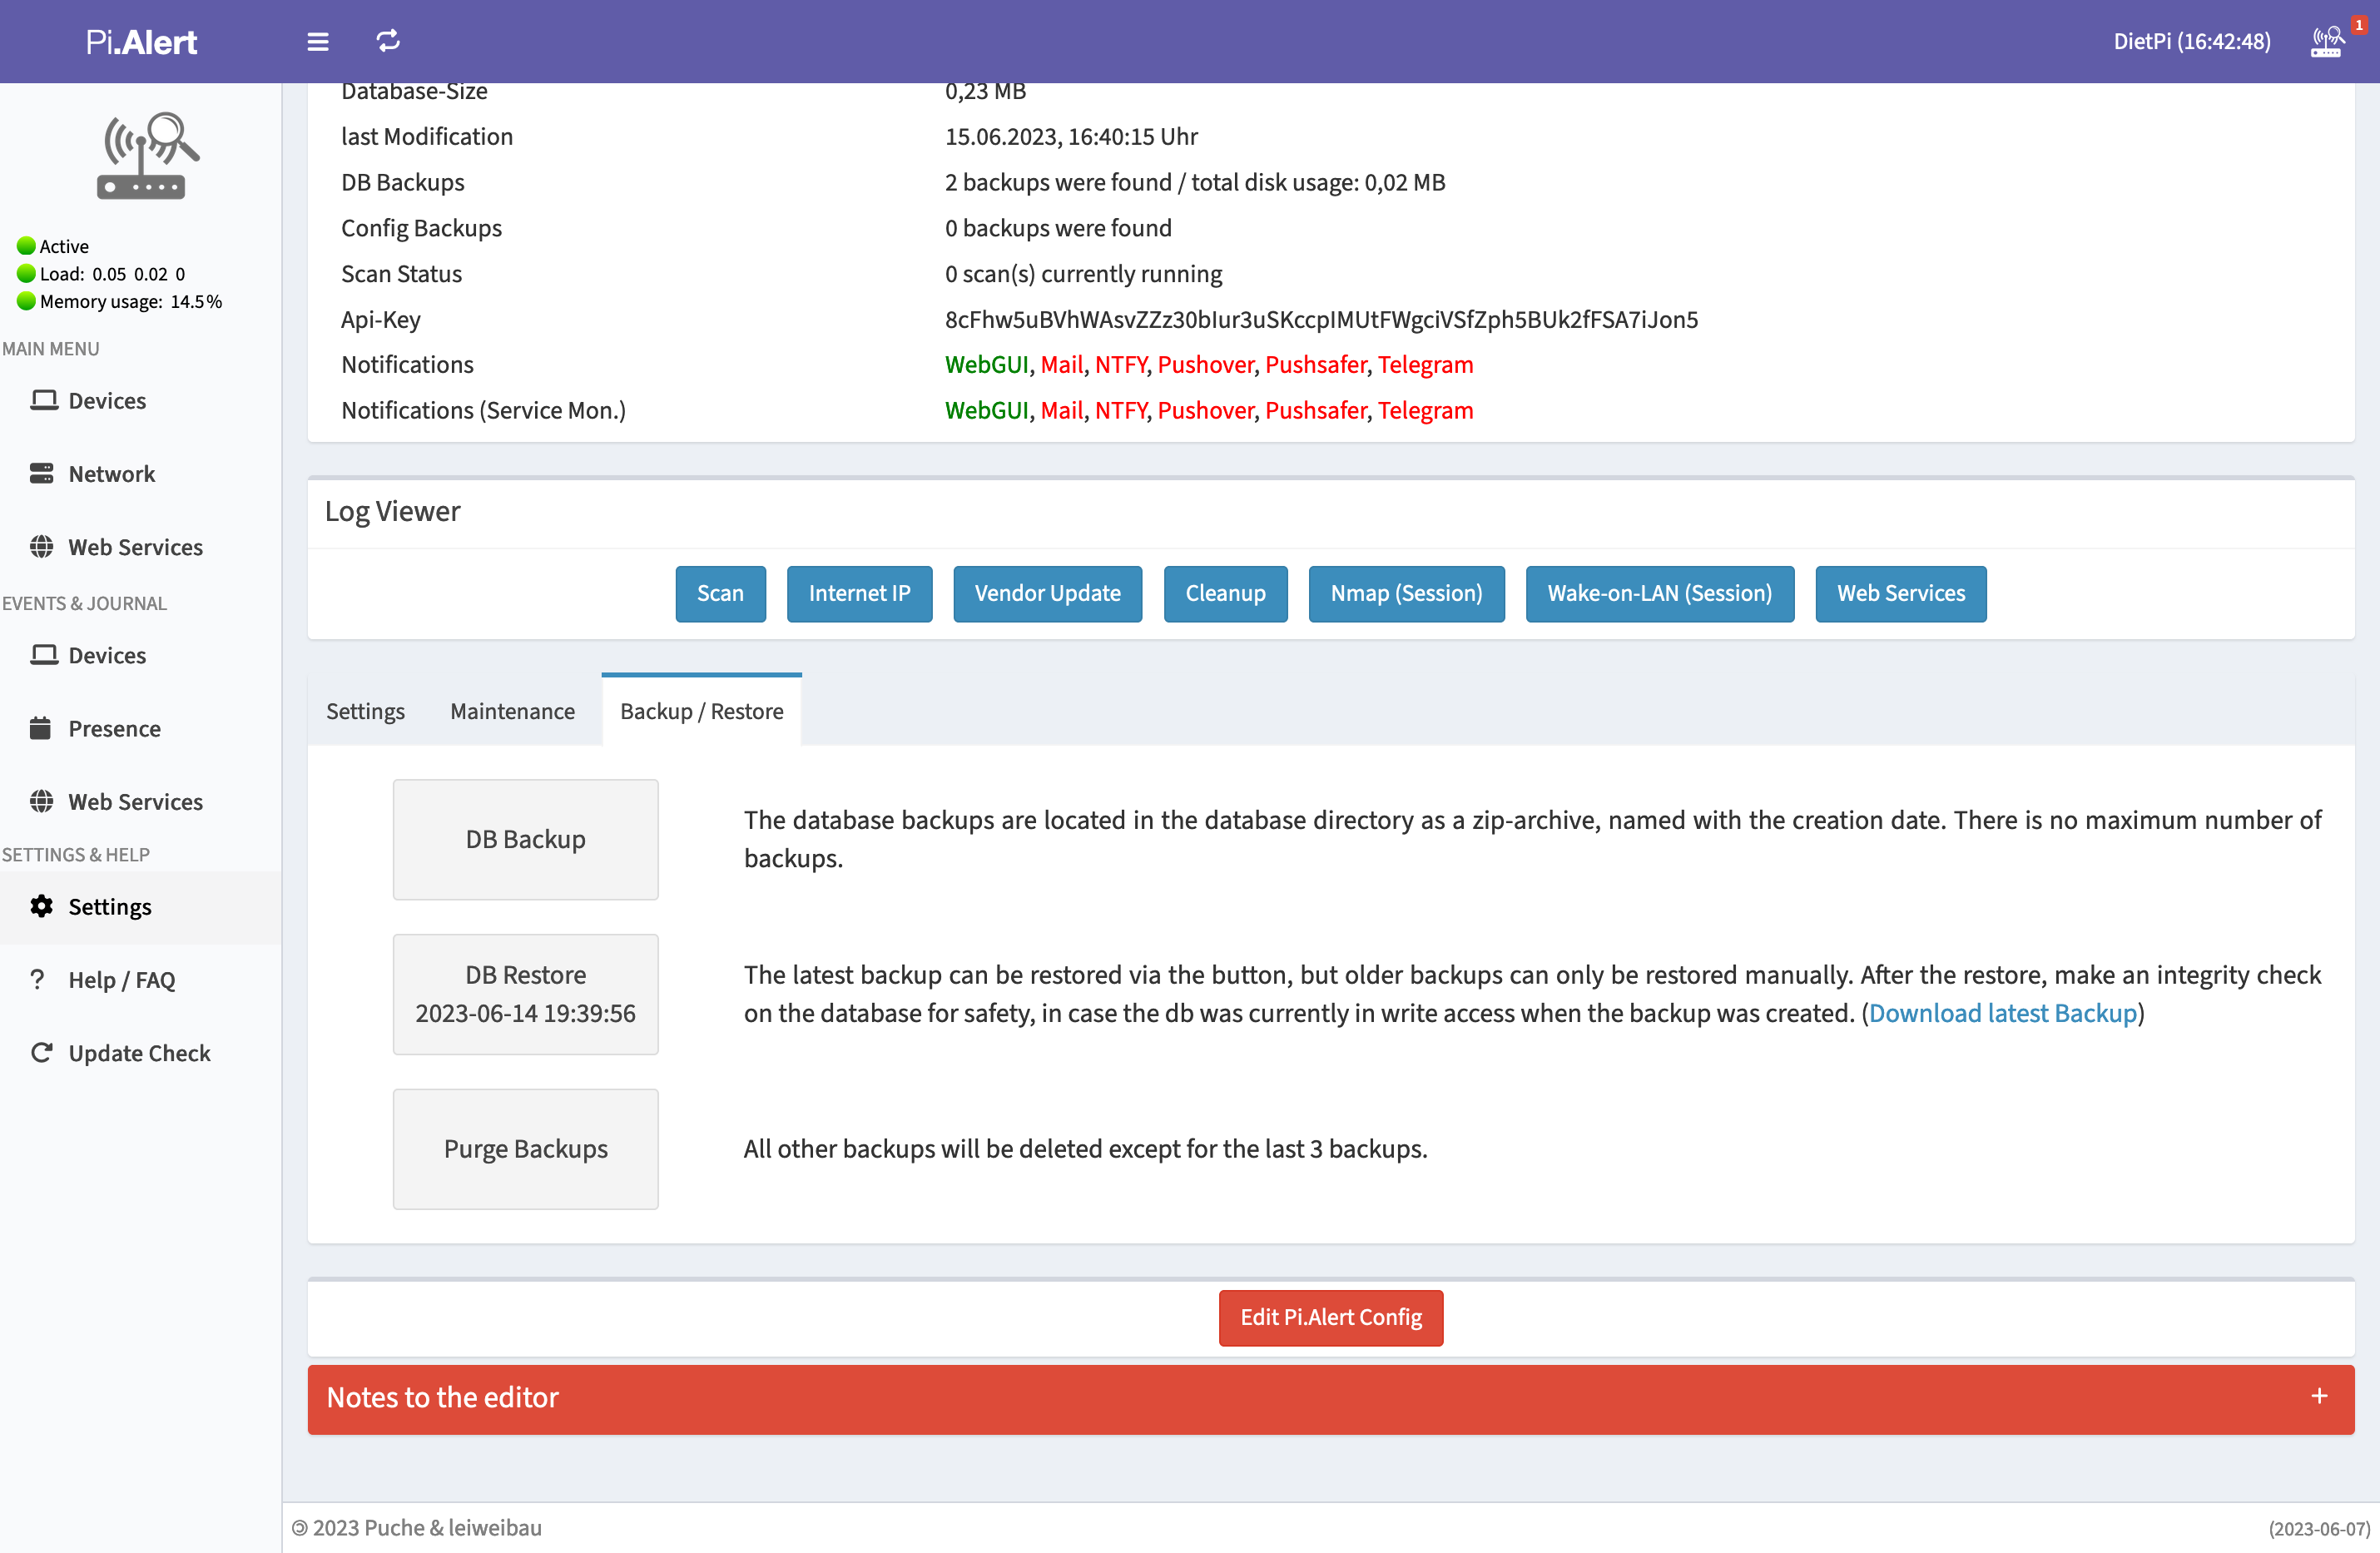 Pi.Alert
DietPi (16:42:48)
1
Active
Load: 0.05 0.02 0
Memory usage: 14.5%
MAIN MENU
Devices
Network
Web Services
EVENTS & JOURNAL
Devices
Presence
Web Services
SETTINGS & HELP
Settings
Help / FAQ
Update Check
Database-Size 0,23 MB
last Modification 15.06.2023, 16:40:15 Uhr
DB Backups 2 backups were found / total disk usage: 0,02 MB
Config Backups 0 backups were found
Scan Status 0 scan(s) currently running
Api-Key 8cFhw5uBVhWAsvZZz30bIur3uSKccpIMUtFWgciVSfZph5BUk2fFSA7iJon5
Notifications WebGUI, Mail, NTFY, Pushover, Pushsafer, Telegram
Notifications (Service Mon.) WebGUI, Mail, NTFY, Pushover, Pushsafer, Telegram
Log Viewer
Scan Internet IP Vendor Update Cleanup Nmap (Session) Wake-on-LAN (Session) Web Services
Settings Maintenance Backup / Restore
DB Backup
The database backups are located in the database directory as a zip-archive, named with the creation date. There is no maximum number of
backups.
DB Restore
2023-06-14 19:39:56
The latest backup can be restored via the button, but older backups can only be restored manually. After the restore, make an integrity check
on the database for safety, in case the db was currently in write access when the backup was created. (Download latest Backup)
Purge Backups
All other backups will be deleted except for the last 3 backups.
Edit Pi.Alert Config
Notes to the editor +
🄯 2023 Puche & leiweibau
(2023-06-07)